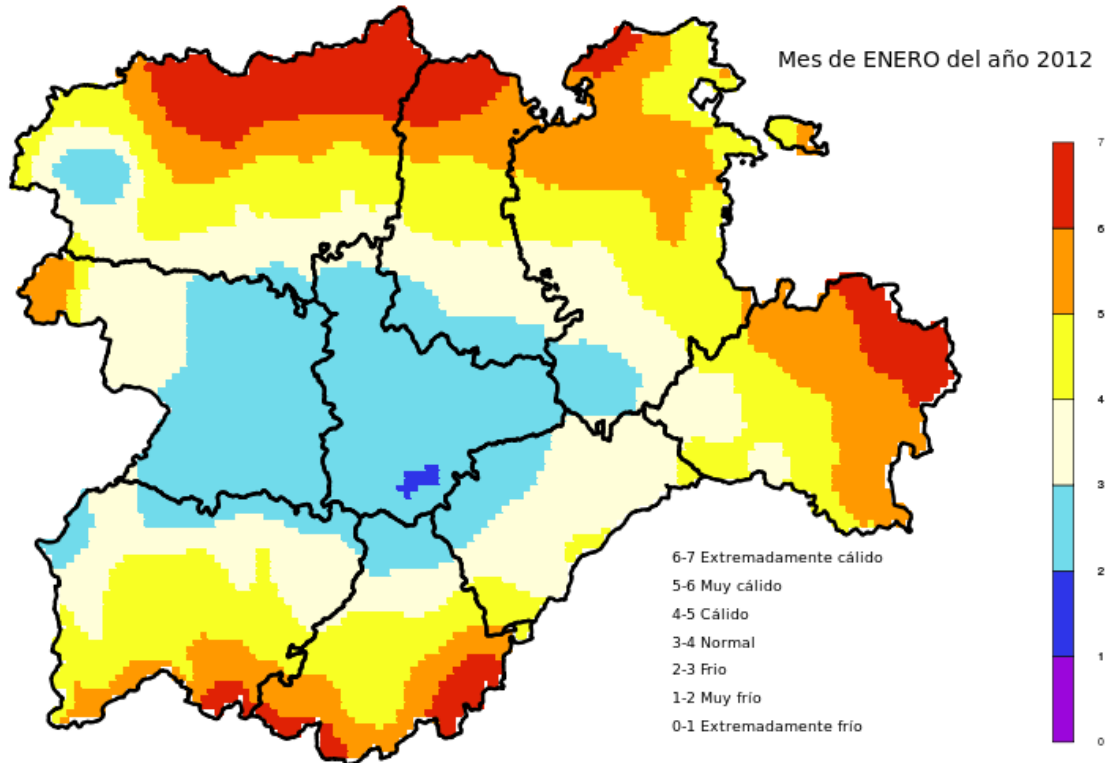 Mes de ENERO del año 2012
7
6
5
4
3
2
1
0
6-7 Extremadamente cálido
5-6 Muy cálido
4-5 Cálido
3-4 Normal
2-3 Frio
1-2 Muy frío
0-1 Extremadamente frío